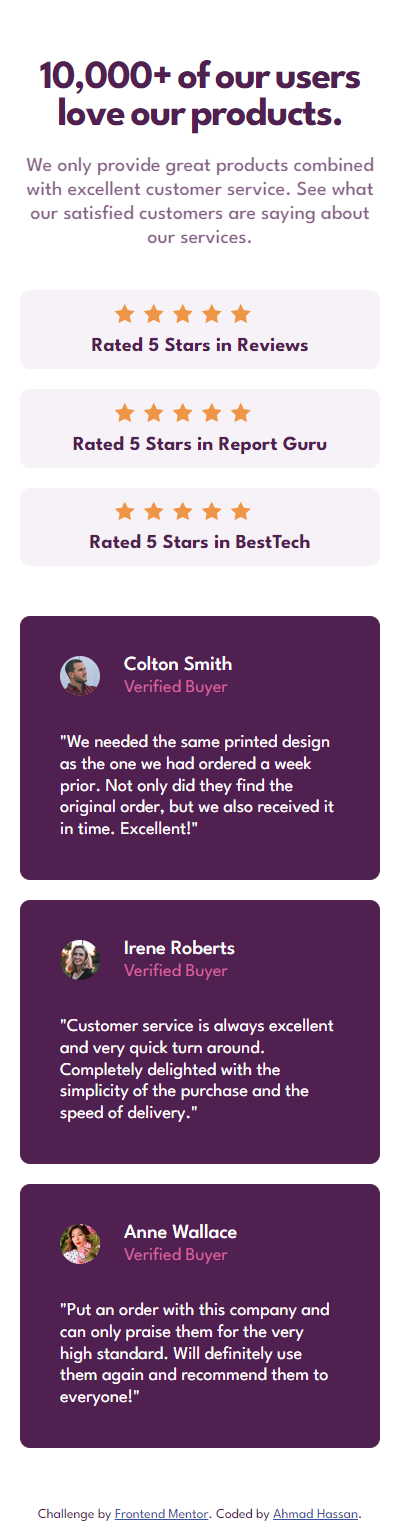 10,000+ of our users
love our products.
We only provide great products combined
with excellent customer service. See what
our satisfied customers are saying about
our services.
Rated 5 Stars in Reviews
Rated 5 Stars in Report Guru
Rated 5 Stars in BestTech
Colton Smith
Verified Buyer
"We needed the same printed design
as the one we had ordered a week
prior. Not only did they find the
original order, but we also received it
in time. Excellent!"
Irene Roberts
Verified Buyer
"Customer service is always excellent
and very quick turn around.
Completely delighted with the
simplicity of the purchase and the
speed of delivery."
Anne Wallace
Verified Buyer
"Put an order with this company and
can only praise them for the very
high standard. Will definitely use
them again and recommend them to
everyone!"
Challenge by Frontend Mentor. Coded by Ahmad Hassan.